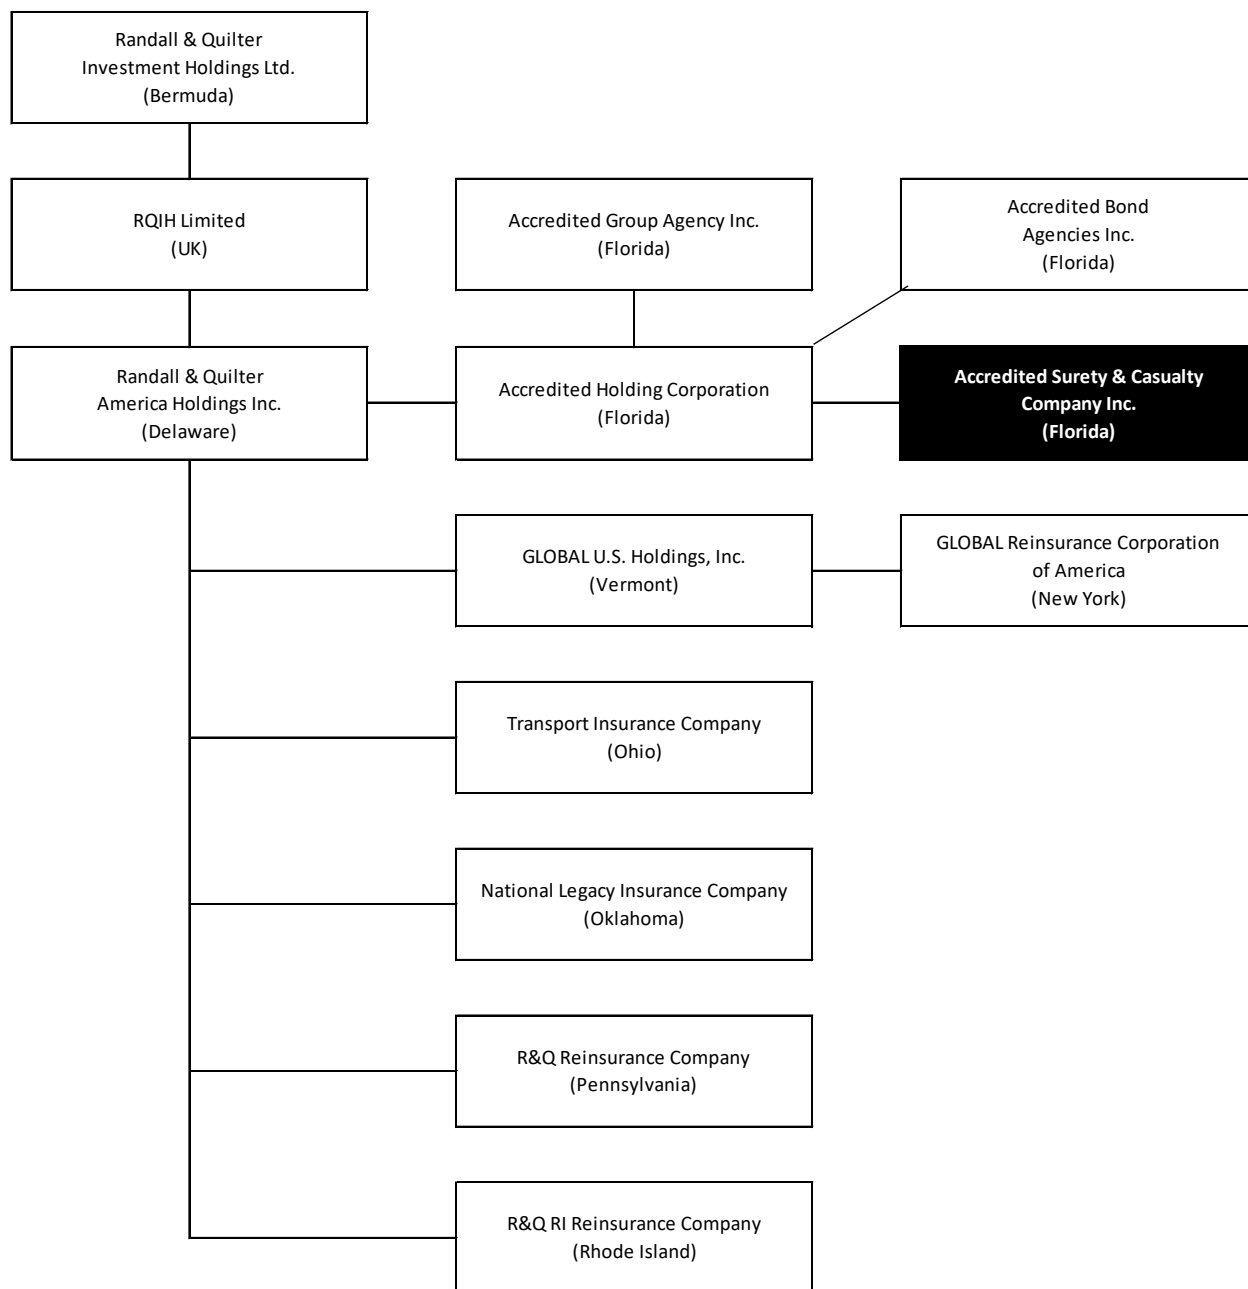 Randall & Quilter
Investment Holdings Ltd.
(Bermuda)
RQIH Limited
(UK)
Accredited Group Agency Inc.
(Florida)
Accredited Bond
Agencies Inc.
(Florida)
Randall & Quilter
America Holdings Inc.
(Delaware)
Accredited Holding Corporation
(Florida)
Accredited Surety & Casualty
Company Inc.
(Florida)
GLOBAL U.S. Holdings, Inc.
(Vermont)
GLOBAL Reinsurance Corporation
of America
(New York)
Transport Insurance Company
(Ohio)
National Legacy Insurance Company
(Oklahoma)
R&Q Reinsurance Company
(Pennsylvania)
R&Q RI Reinsurance Company
(Rhode Island)